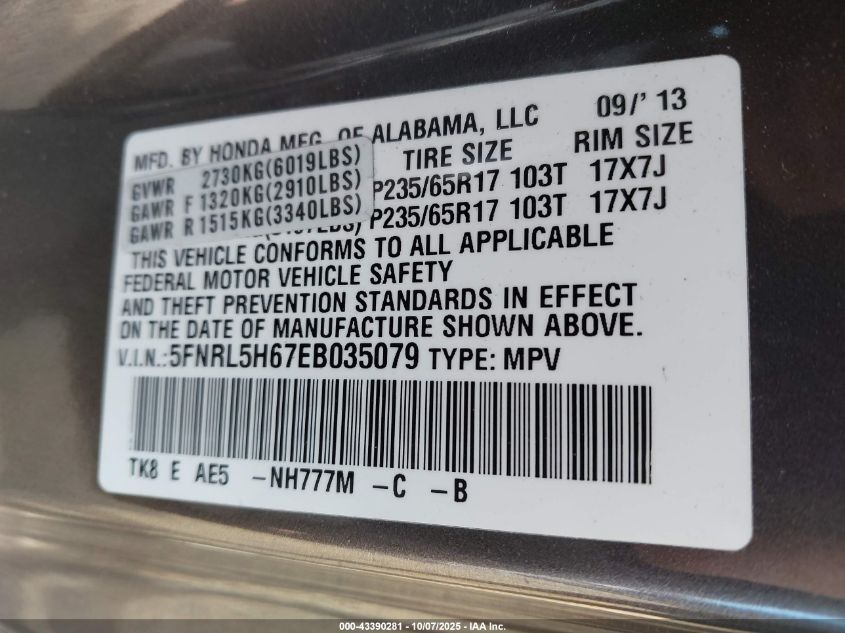 MFD. BY HONDA MFG. OF ALABAMA, LLC 09/' 13
TIRE SIZE RIM SIZE
GVWR 2730KG(6019LBS)
GAWR F 1320KG(2910LBS) P235/65R17 103T 17X7J
GAWR R 1515KG(3340LBS) P235/65R17 103T 17X7J
THIS VEHICLE CONFORMS TO ALL APPLICABLE
FEDERAL MOTOR VEHICLE SAFETY
AND THEFT PREVENTION STANDARDS IN EFFECT
ON THE DATE OF MANUFACTURE SHOWN ABOVE.
V.I.N.:5FNRL5H67EB035079 TYPE: MPV
TK8 E AE5 -NH777M -C -B
000-43390281 - 10/07/2025 - IAA Inc.